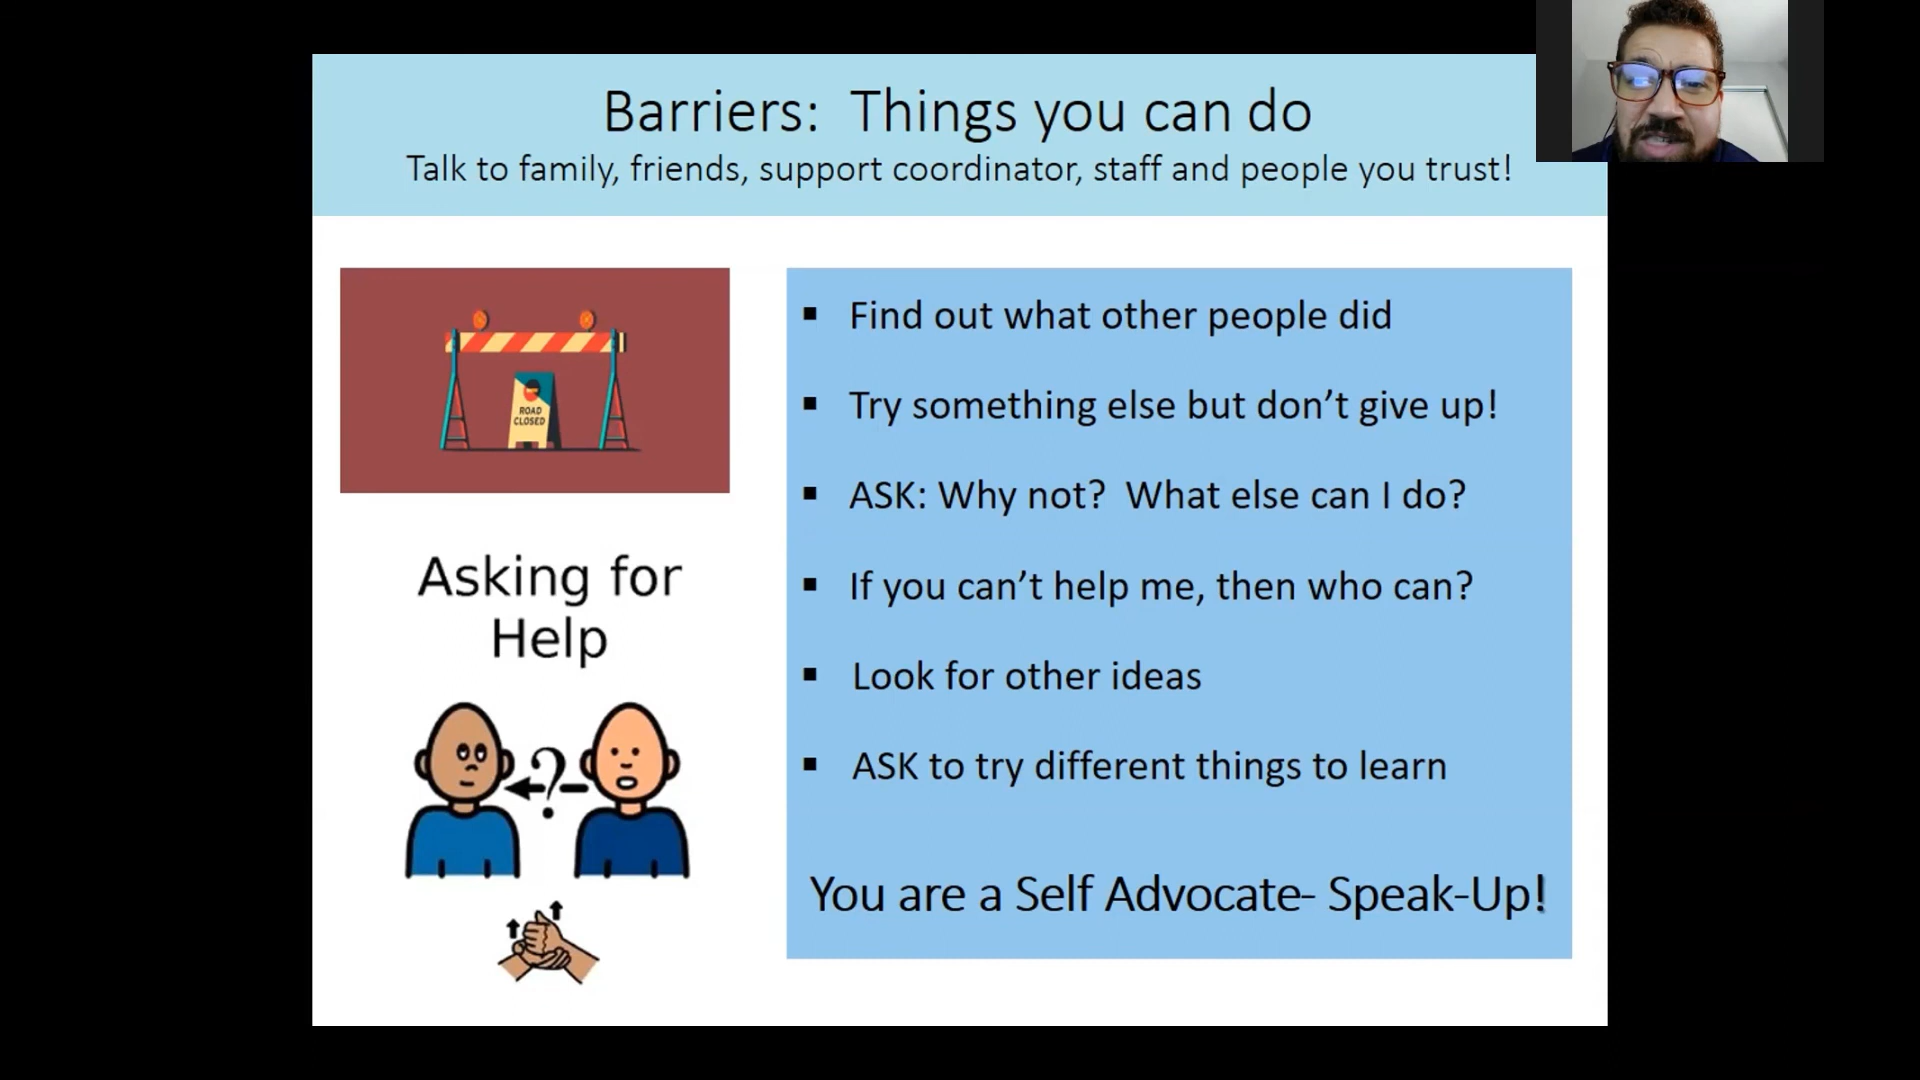 Barriers:  Things you can do
Talk to family, friends, support coordinator, staff and people you trust!
ROAD
CLOSED
Asking for
Help
?
▪ Find out what other people did
▪ Try something else but don’t give up!
▪ ASK: Why not?  What else can I do?
▪ If you can’t help me, then who can?
▪ Look for other ideas
▪ ASK to try different things to learn
You are a Self Advocate- Speak-Up!